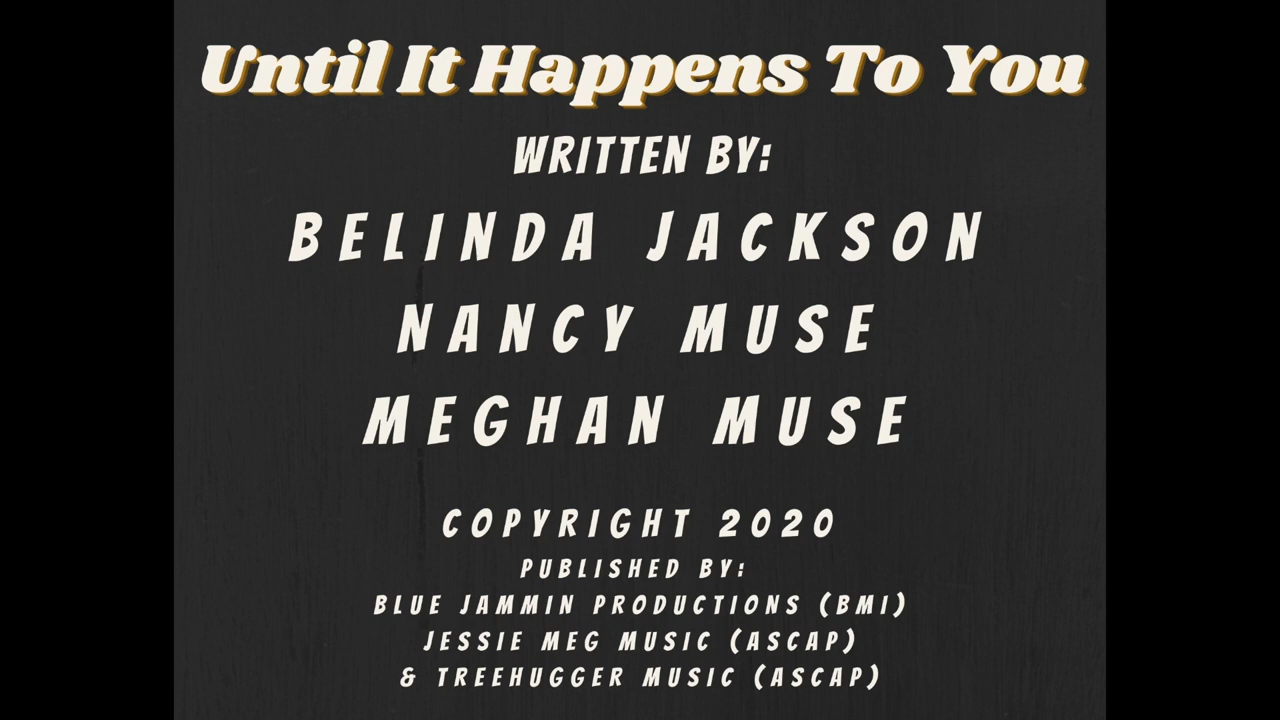 Until It Happens To You
WRITTEN BY:
BELINDA JACKSON
NANCY MUSE
MEGHAN MUSE
COPYRIGHT 2020
PUBLISHED BY:
BLUE JAMMIN PRODUCTIONS (BMI)
JESSIE MEG MUSIC (ASCAP)
& TREEHUGGER MUSIC (ASCAP)